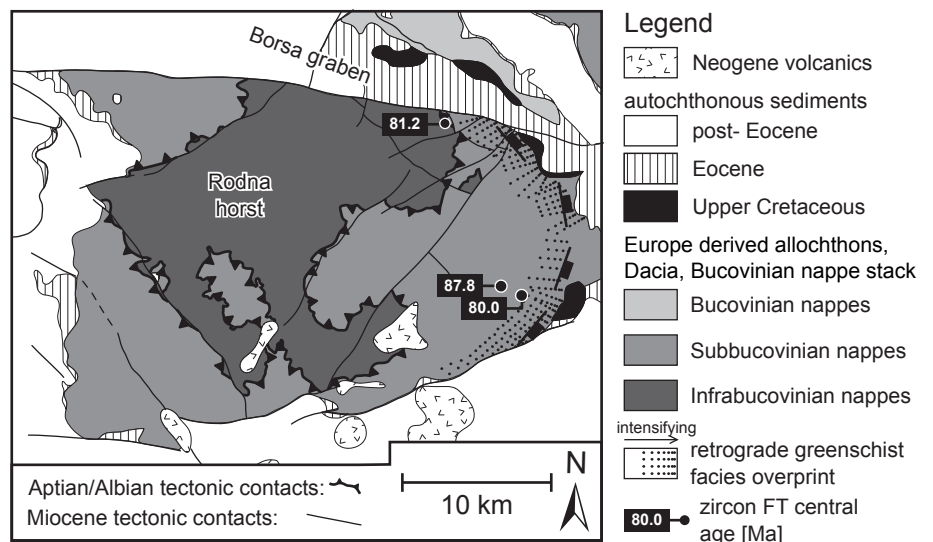 Borsa graben
81.2
Rodna
horst
87.8
80.0
Aptian/Albian tectonic contacts:
Miocene tectonic contacts:
10 km
N
Legend
Neogene volcanics
autochthonous sediments
post- Eocene
Eocene
Upper Cretaceous
Europe derived allochthons,
Dacia, Bucovinian nappe stack
Bucovinian nappes
Subbucovinian nappes
Infrabucovinian nappes
intensifying
retrograde greenschist
facies overprint
80.0
zircon FT central
age [Ma]